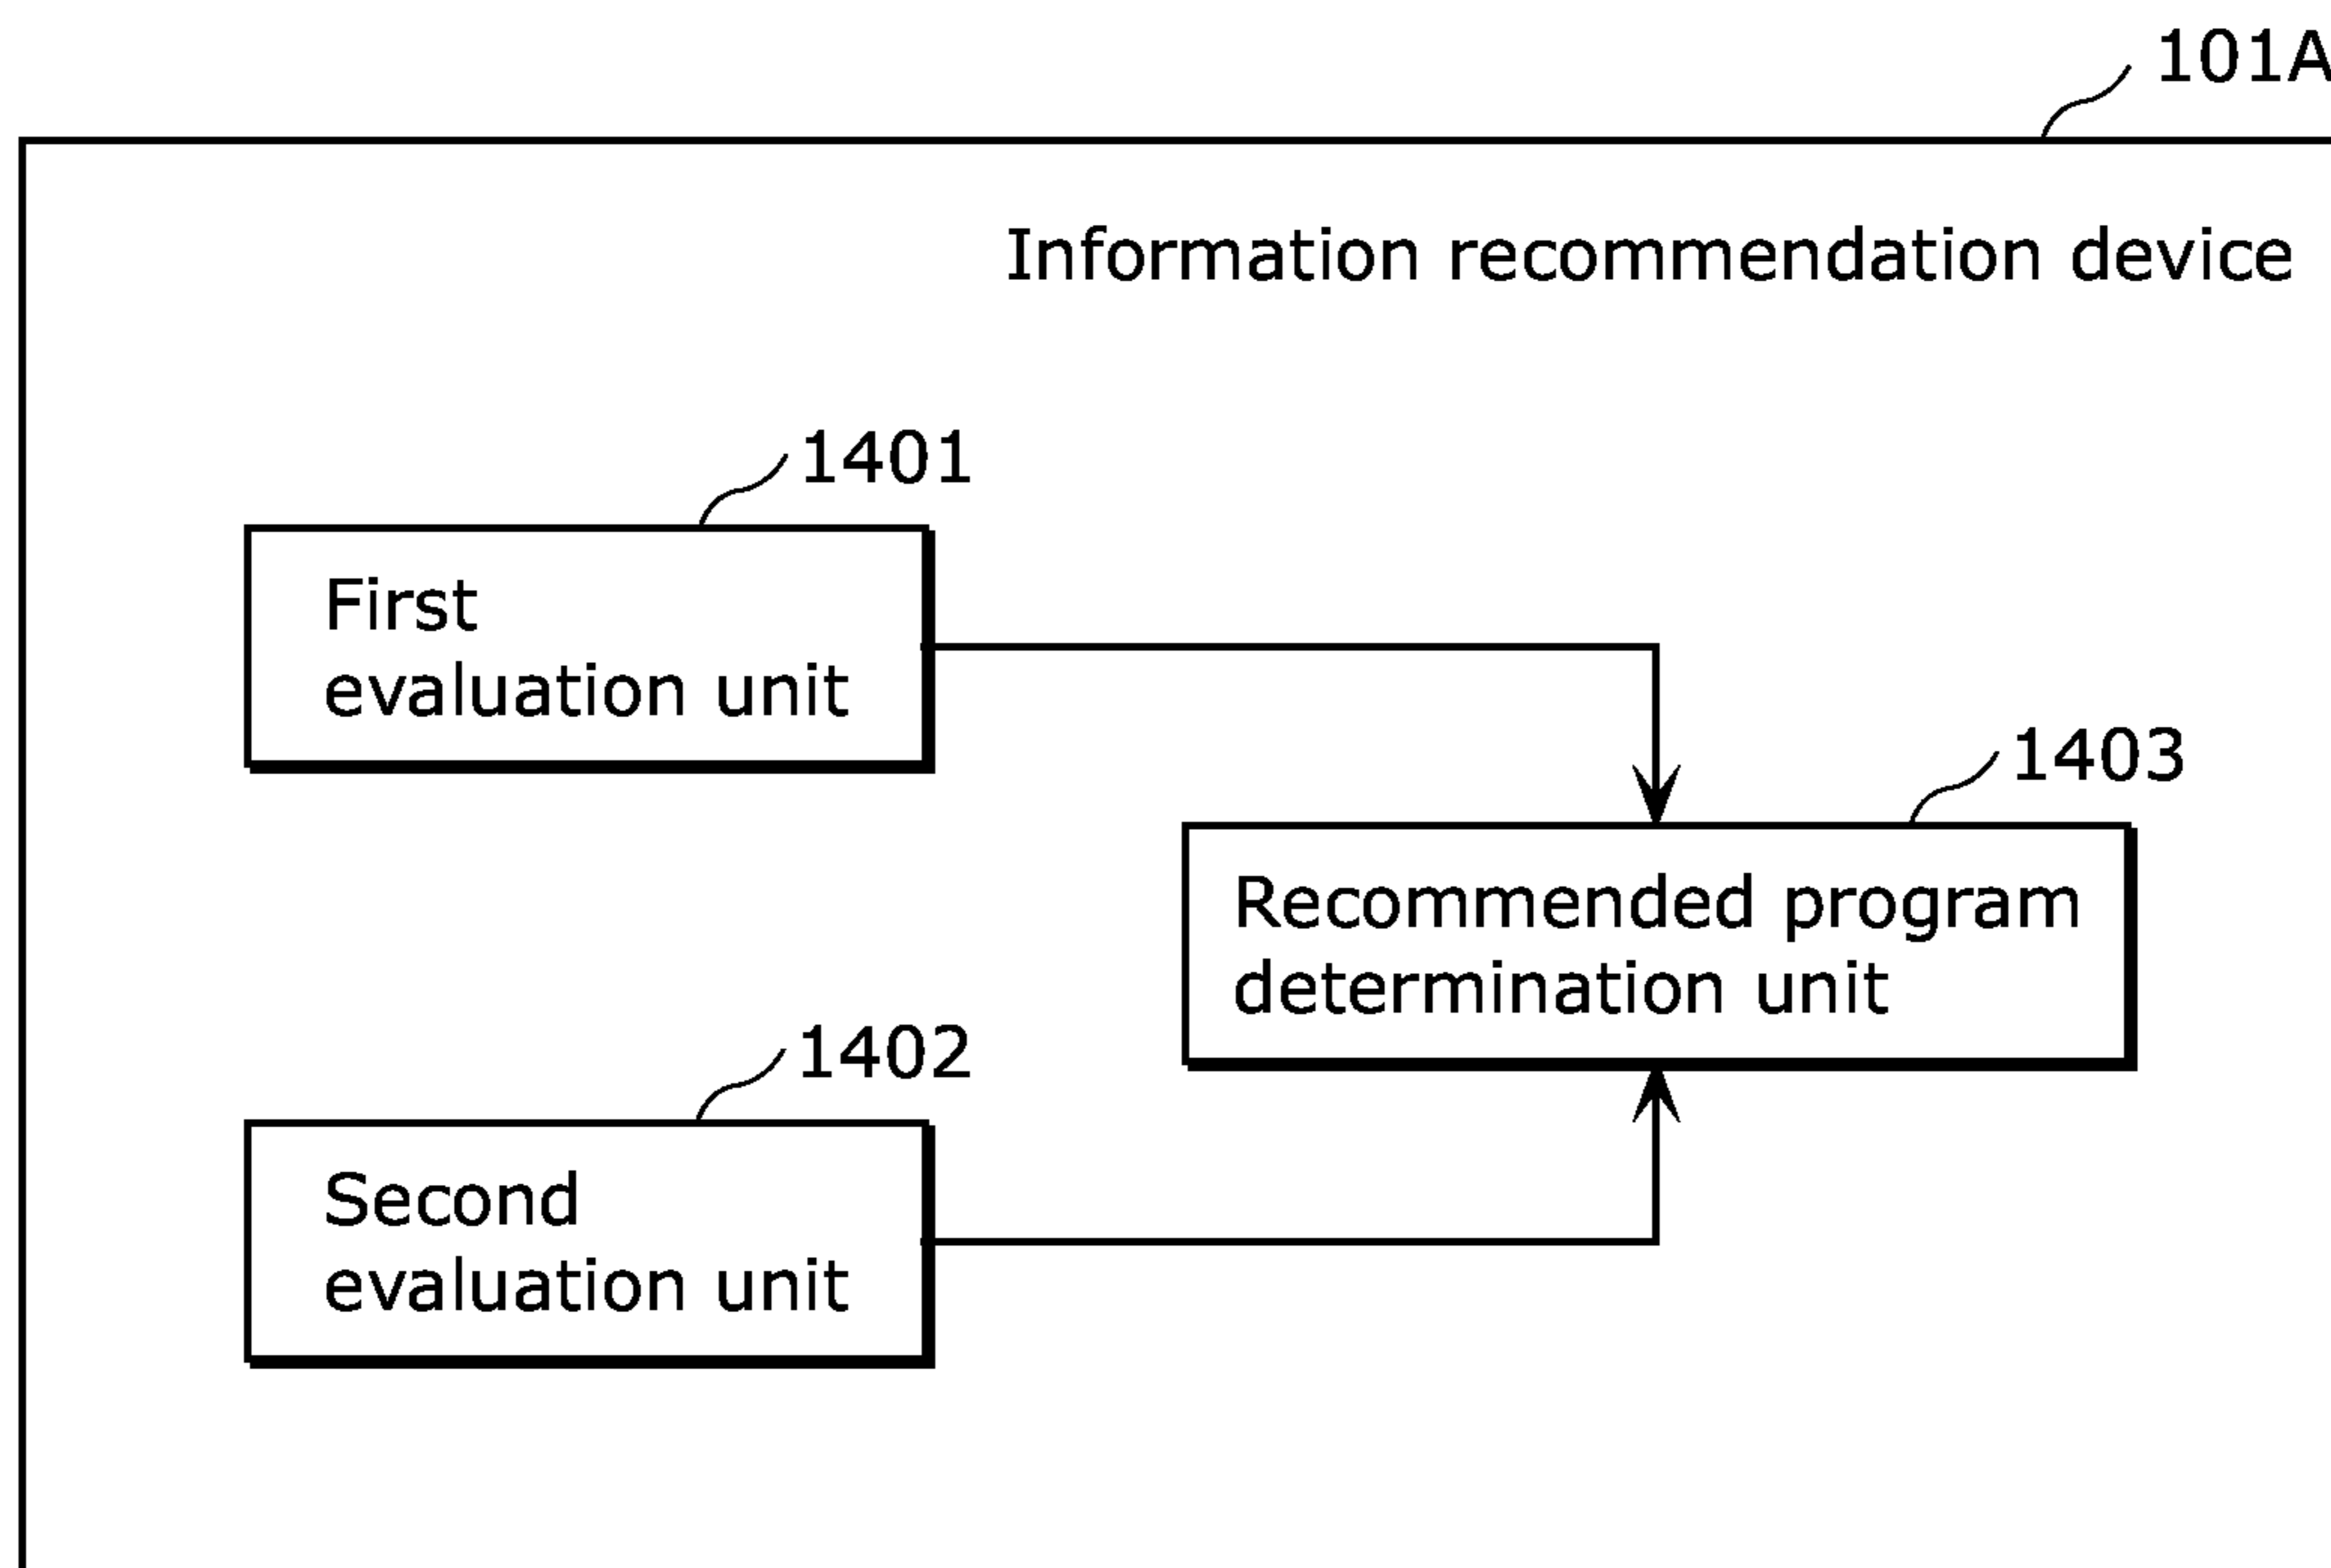 101A
Information recommendation device
1401
First
evaluation unit
1403
Recommended program
determination unit
1402
Second
evaluation unit